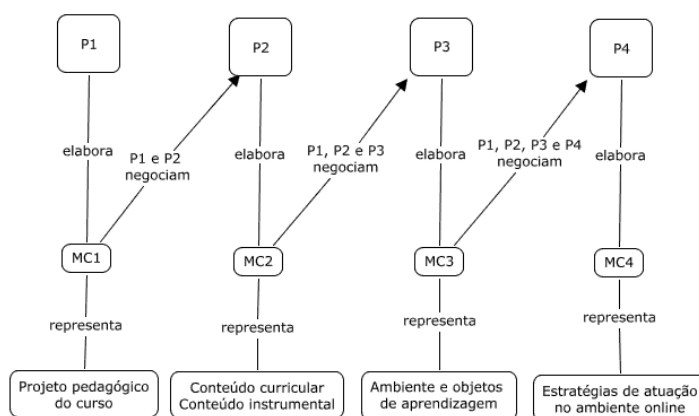 P1
P2
P3
P4
elabora
P1 e P2
negociam
elabora
P1, P2 e P3
negociam
elabora
P1, P2, P3 e P4
negociam
elabora
MC1
MC2
MC3
MC4
representa
representa
representa
representa
Projeto pedagógico
do curso
Conteúdo curricular
Conteúdo instrumental
Ambiente e objetos
de aprendizagem
Estratégias de atuação
no ambiente online